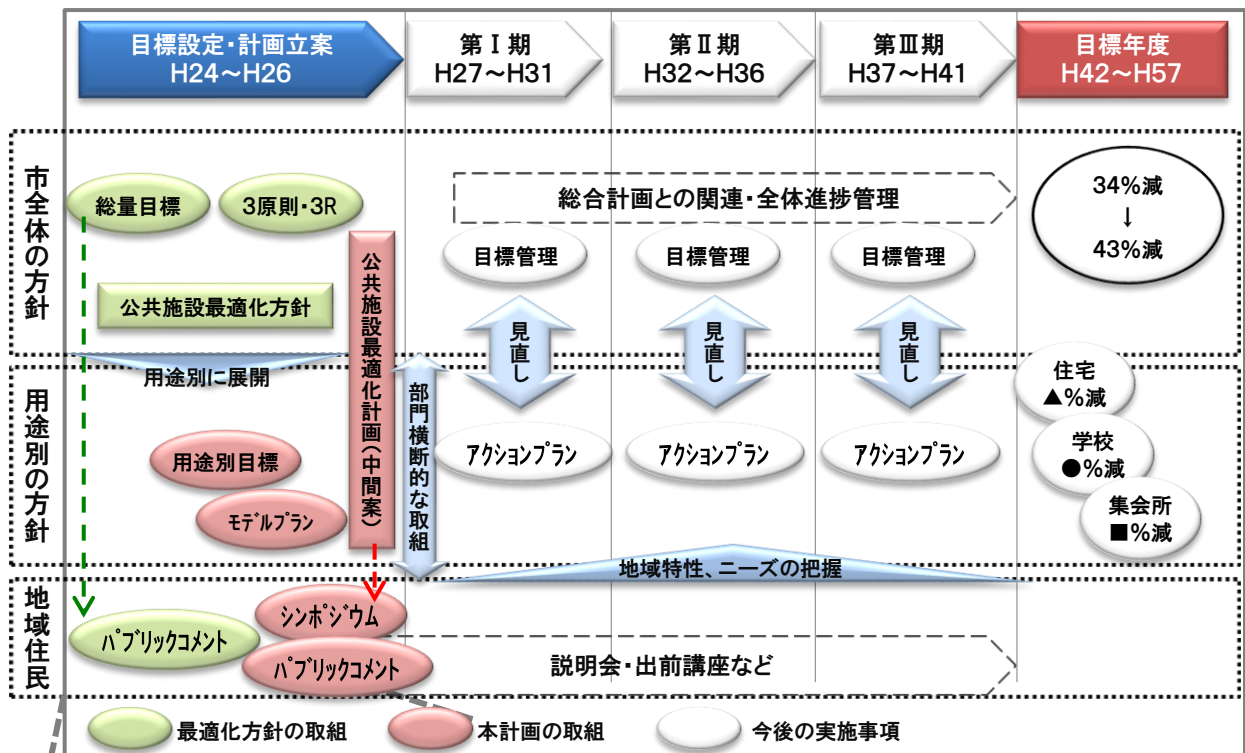 目標設定・計画立案
H24～H26
第Ⅰ期
H27～H31
第Ⅱ期
H32～H36
第Ⅲ期
H37～H41
目標年度
H42～H57
市全体の方針
総量目標
3原則・3R
公共施設最適化方針
公共施設最適化計画(中間案)
総合計画との関連・全体進捗管理
目標管理
目標管理
目標管理
見直し
見直し
見直し
34%減
↓
43%減
用途別に展開
用途別の方針
用途別目標
モデルプラン
部門横断的な取組
アクションプラン
アクションプラン
アクションプラン
住宅
▲%減
学校
●%減
集会所
■%減
地域特性、ニーズの把握
地域住民
パブリックコメント
シンポジウム
パブリックコメント
説明会・出前講座など
最適化方針の取組
本計画の取組
今後の実施事項